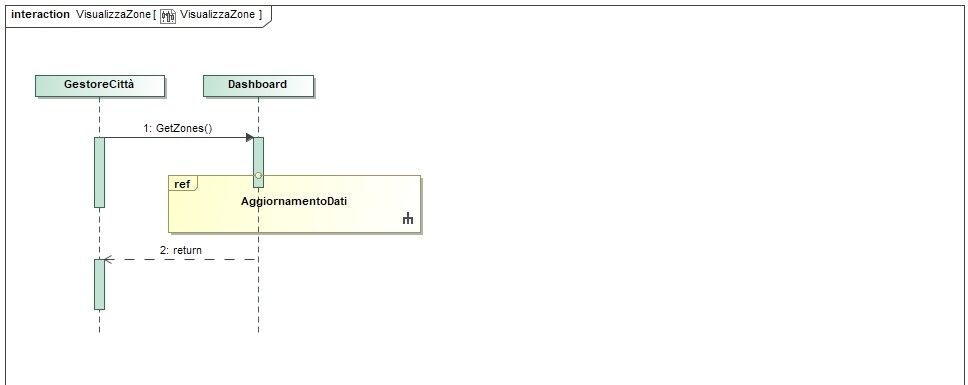 interaction VisualizzaZone [ VisualizzaZone ]
GestoreCittà
Dashboard
1: GetZones()
ref
AggiornamentoDati
2: return